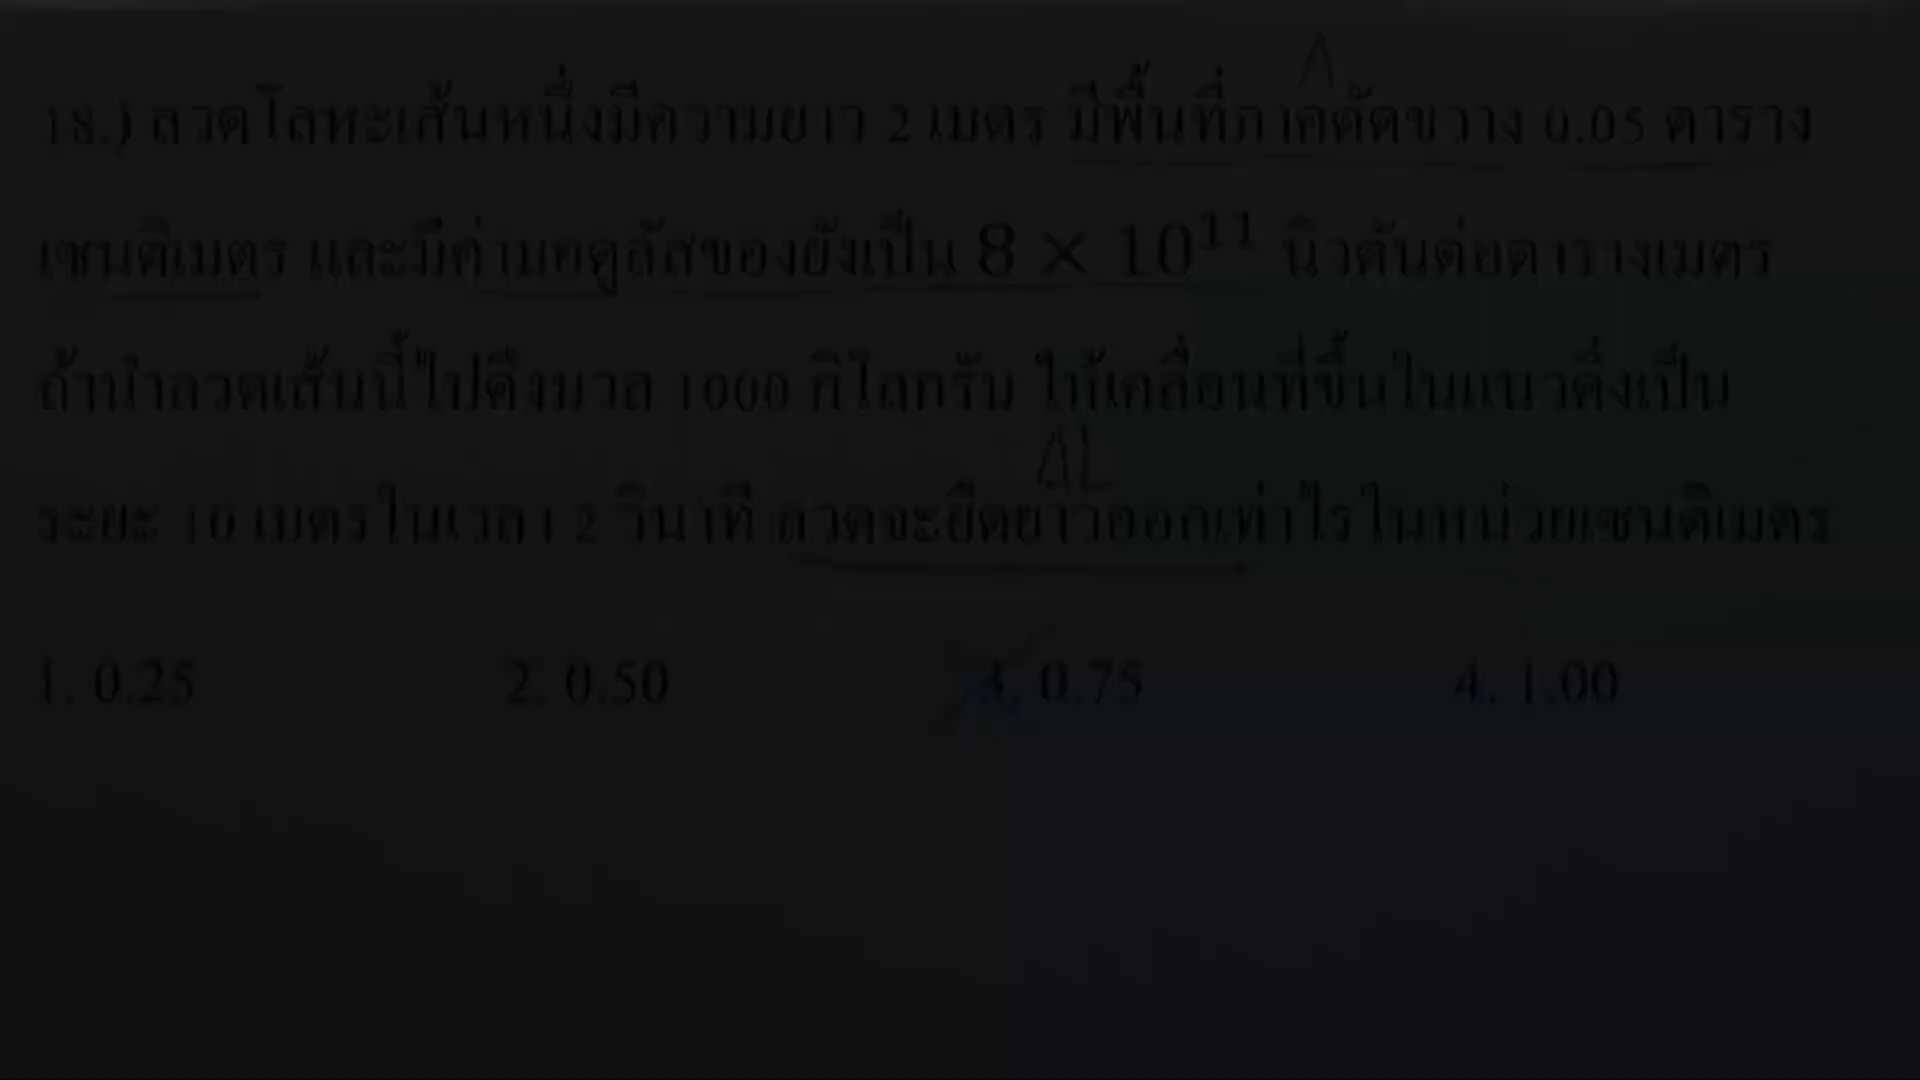 A
18.) ลวดโลหะเส้นหนึ่งมีความยาว 2 เมตร มีพื้นที่ภาคตัดขวาง 0.05 ตาราง
เซนติเมตร และมีค่ามอดูลัสของยังเป็น 8 × 10¹¹ นิวตันต่อตารางเมตร
ถ้านำลวดเส้นนี้ไปดึงมวล 1000 กิโลกรัม ให้เคลื่อนที่ขึ้นในแนวดิ่งเป็น
ΔL
ระยะ 10 เมตรในเวลา 2 วินาที ลวดจะยืดยาวออกเท่าไรในหน่วยเซนติเมตร
1. 0.25 2. 0.50 3. 0.75 4. 1.00